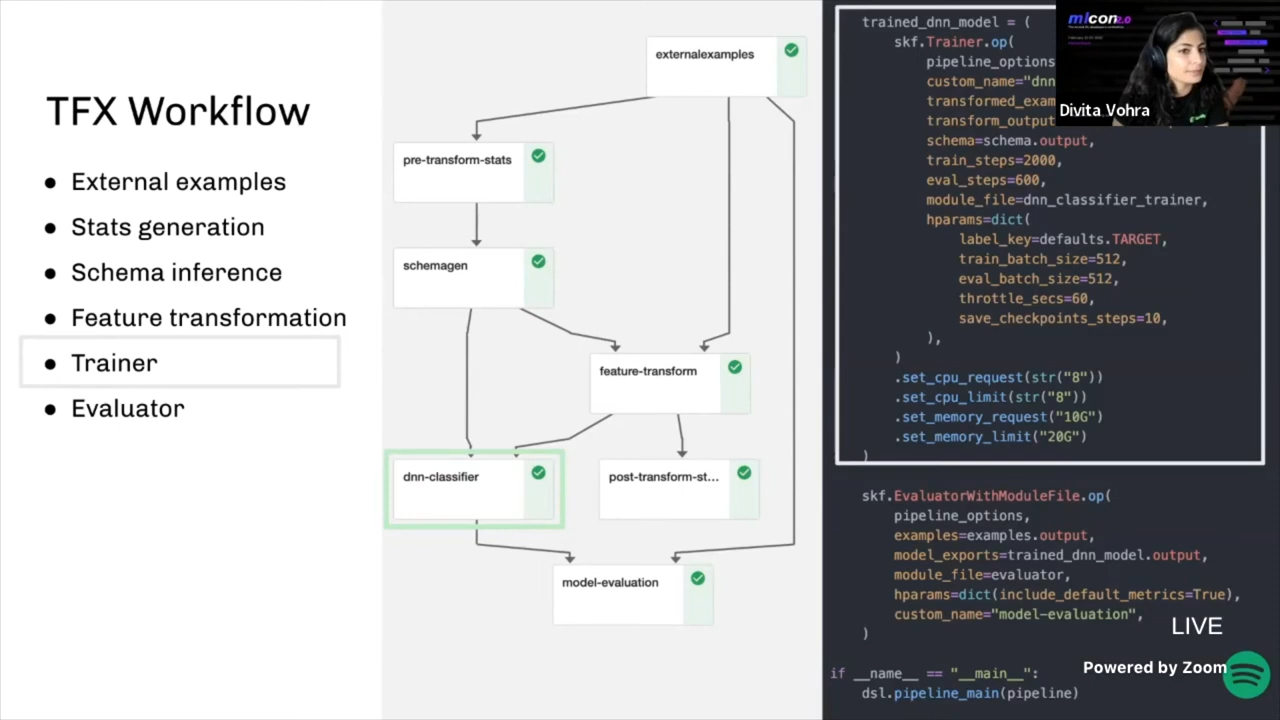 TFX Workflow
● External examples
● Stats generation
● Schema inference
● Feature transformation
● Trainer
● Evaluator
externalexamples
pre-transform-stats
schemagen
feature-transform
dnn-classifier
post-transform-st...
model-evaluation
trained_dnn_model = (
skf.Trainer.op(
pipeline_options
custom_name="dnn
transformed_exa
transform_output
schema=schema.output,
train_steps=2000,
eval_steps=600,
module_file=dnn_classifier_trainer,
hparams=dict(
label_key=defaults.TARGET,
train_batch_size=512,
eval_batch_size=512,
throttle_secs=60,
save_checkpoints_steps=10,
),
)
.set_cpu_request(str("8"))
.set_cpu_limit(str("8"))
.set_memory_request("10G")
.set_memory_limit("20G")
)
skf.EvaluatorWithModuleFile.op(
pipeline_options,
examples=examples.output,
model_exports=trained_dnn_model.output,
module_file=evaluator,
hparams=dict(include_default_metrics=True),
custom_name="model-evaluation",
)
if __name__ == "__main__":
dsl.pipeline_main(pipeline)
mlcon2.0
Divita Vohra
LIVE
Powered by Zoom